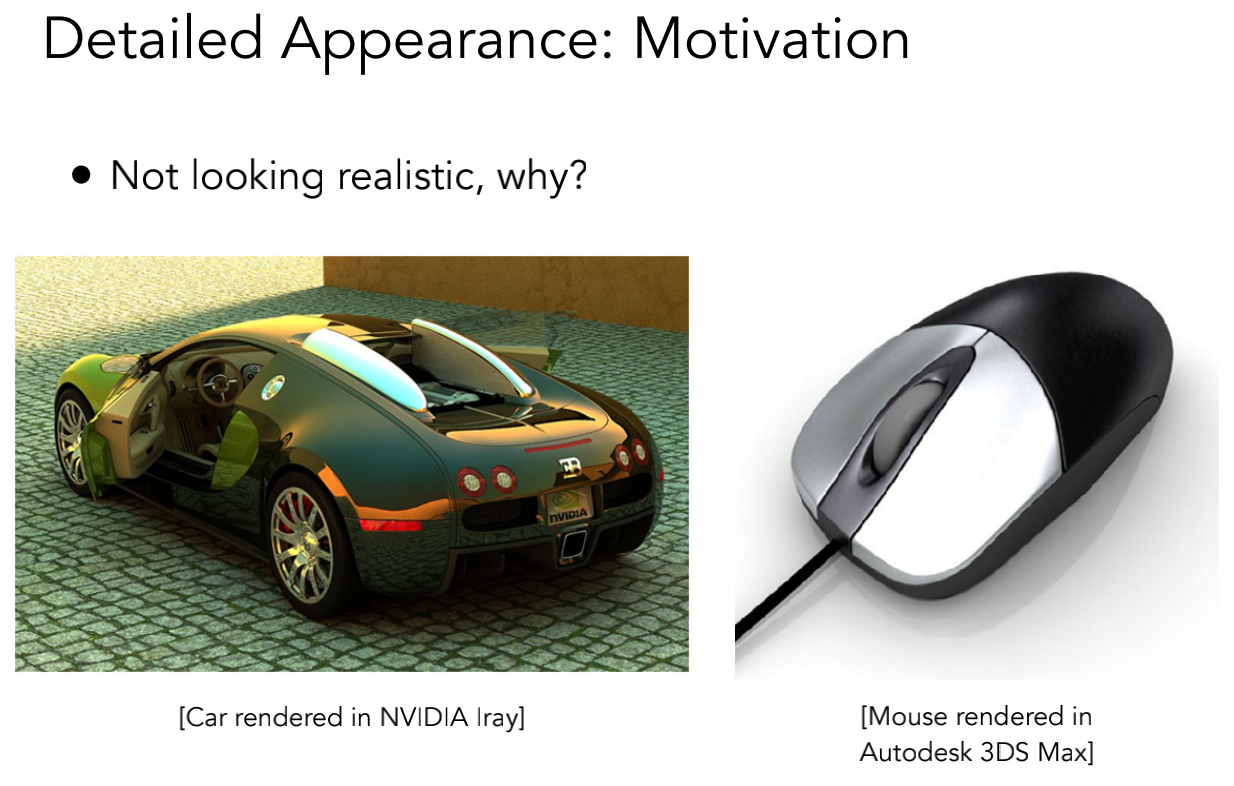 Detailed Appearance: Motivation
• Not looking realistic, why?
NVIDIA
[Car rendered in NVIDIA Iray]
[Mouse rendered in
Autodesk 3DS Max]